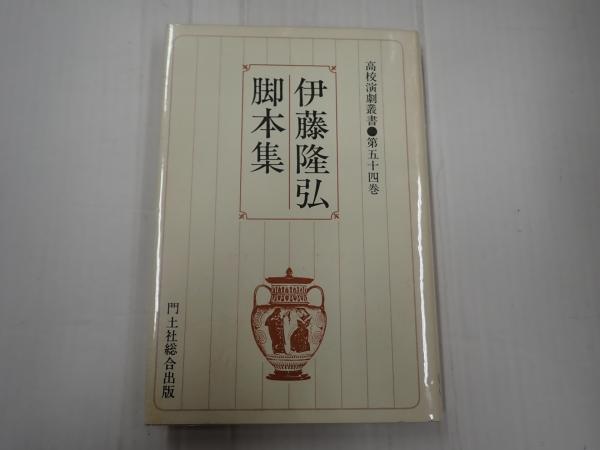 高校演劇叢書●第五十四巻
伊藤隆弘
脚本集
門土社総合出版